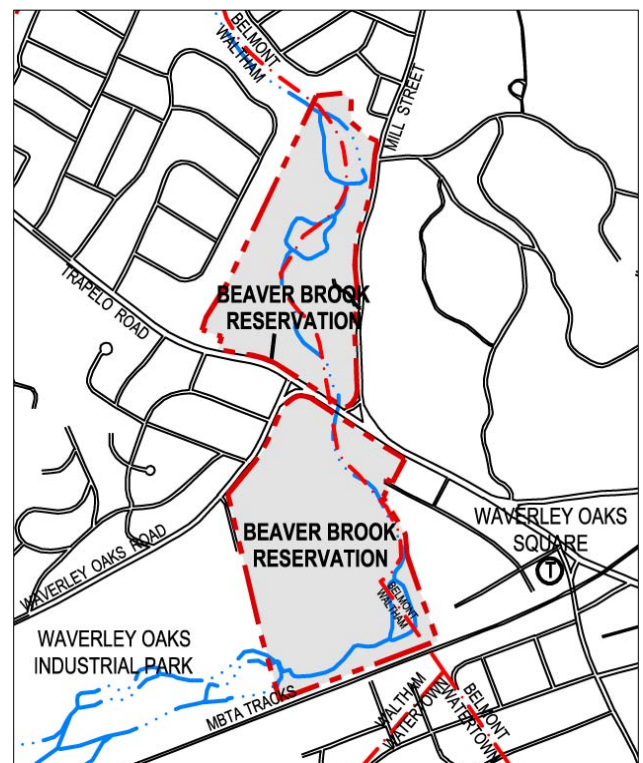 BELMONT
WALTHAM
MILL STREET
TRAPELO ROAD
BEAVER BROOK
RESERVATION
BEAVER BROOK
RESERVATION
WAVERLEY OAKS
SQUARE
T
WAVERLEY OAKS ROAD
BELMONT
WALTHAM
WAVERLEY OAKS
INDUSTRIAL PARK
MBTA TRACKS
WALTHAM
WATERTOWN
BELMONT
WATERTOWN